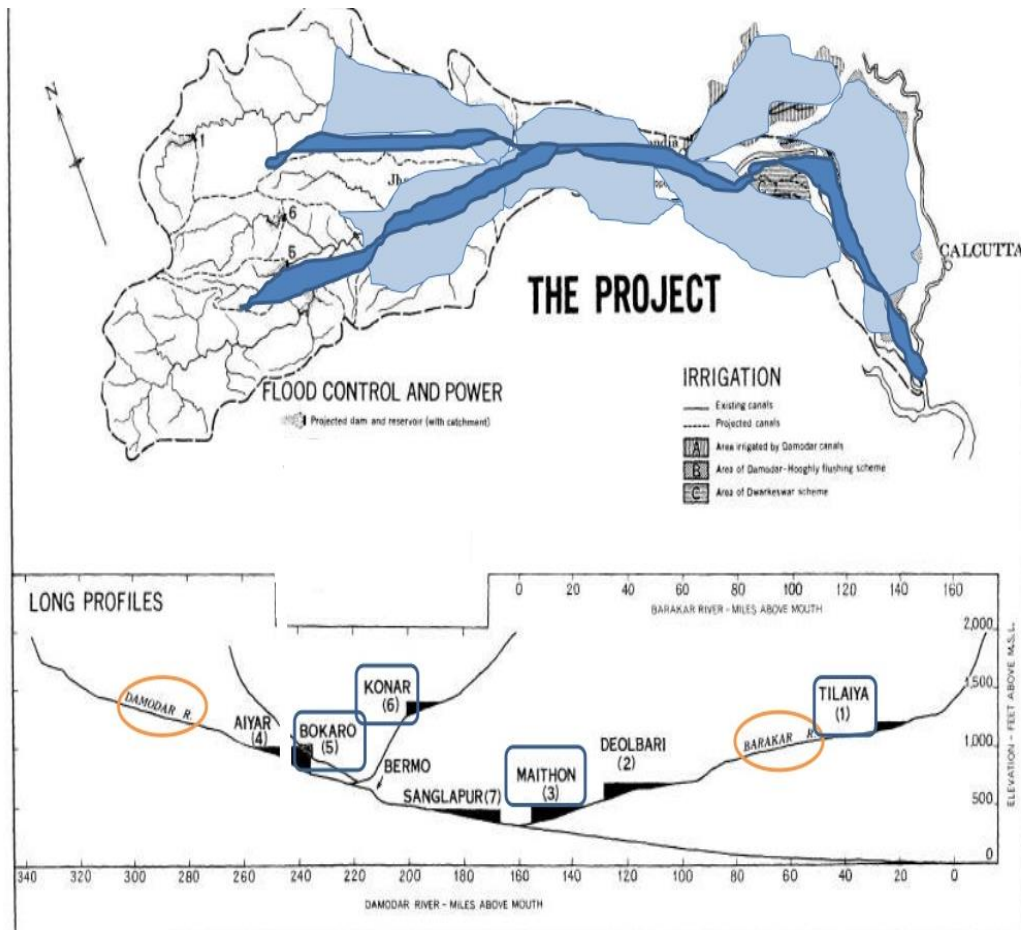 N
1
6
5
CALCUTTA
THE PROJECT
FLOOD CONTROL AND POWER
Projected dam and reservoir (with catchment)
IRRIGATION
Existing canals
Projected canals
A Area irrigated by Damodar canals
B Area of Damodar-Hooghly flushing scheme
C Area of Dwarkeswar scheme
LONG PROFILES
0 20 40 60 80 100 120 140 160
BARAKAR RIVER - MILES ABOVE MOUTH
2,000
1,500
1,000
500
0
ELEVATION - FEET ABOVE M.S.L.
DAMODAR R.
AIYAR
(4)
BOKARO
(5)
KONAR
(6)
BERMO
SANGLAPUR(7)
MAITHON
(3)
DEOLBARI
(2)
BARAKAR R.
TILAIYA
(1)
340 320 300 280 260 240 220 200 180 160 140 120 100 80 60 40 20 0
DAMODAR RIVER - MILES ABOVE MOUTH